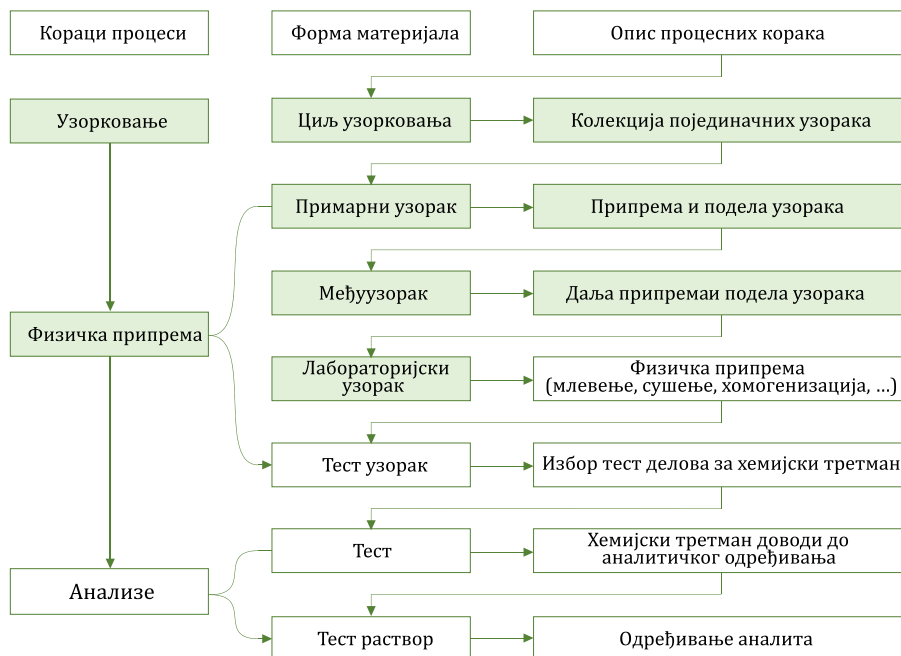 Кораци процеси
Форма материјала
Опис процесних корака
Узорковање
Циљ узорковања
Колекција појединачних узорака
Примарни узорак
Припрема и подела узорака
Међуузорак
Даља припремаи подела узорака
Физичка припрема
Лабораторијски
узорак
Физичка припрема
(млевење, сушење, хомогенизација, ...)
Тест узорак
Избор тест делова за хемијски третман
Тест
Хемијски третман доводи до
аналитичког одређивања
Анализе
Тест раствор
Одређивање аналита